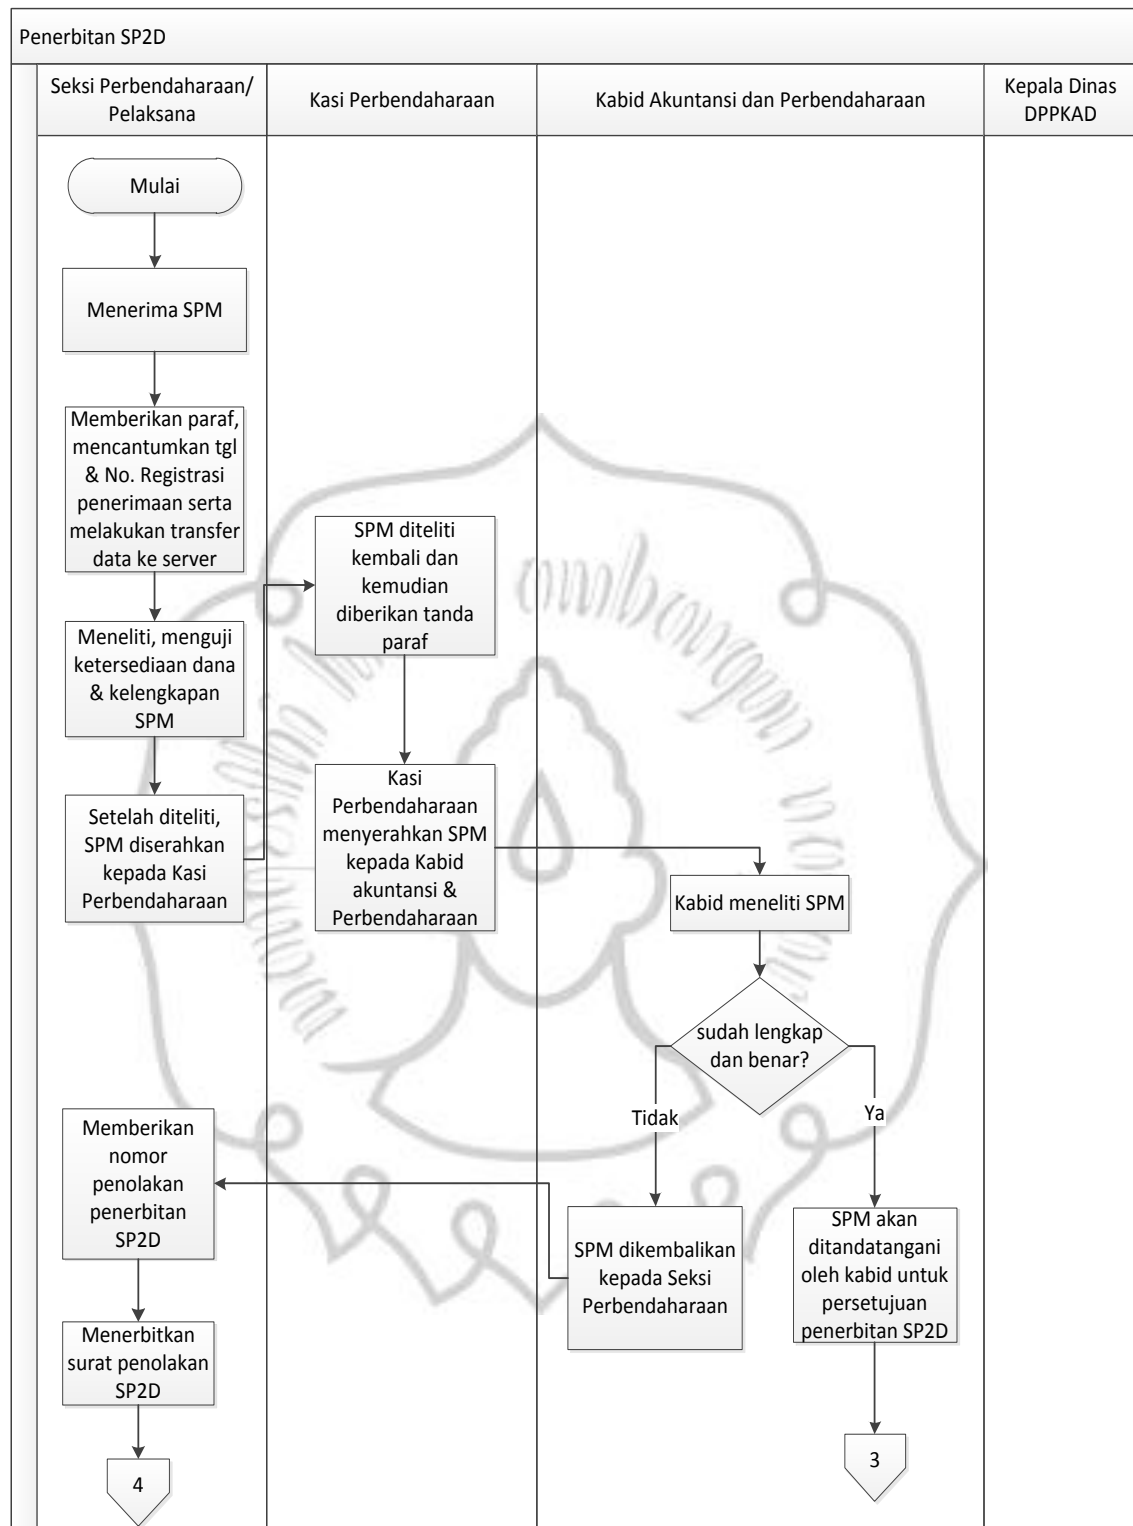 Penerbitan SP2D
Seksi Perbendaharaan/
Pelaksana
Kasi Perbendaharaan
Kabid Akuntansi dan Perbendaharaan
Kepala Dinas
DPPKAD
Mulai
Menerima SPM
Memberikan paraf,
mencantumkan tgl
& No. Registrasi
penerimaan serta
melakukan transfer
data ke server
Meneliti, menguji
ketersediaan dana
& kelengkapan
SPM
Setelah diteliti,
SPM diserahkan
kepada Kasi
Perbendaharaan
SPM diteliti
kembali dan
kemudian
diberikan tanda
paraf
Kasi
Perbendaharaan
menyerahkan SPM
kepada Kabid
akuntansi &
Perbendaharaan
Kabid meneliti SPM
sudah lengkap
dan benar?
Tidak
Ya
SPM dikembalikan
kepada Seksi
Perbendaharaan
SPM akan
ditandatangani
oleh kabid untuk
persetujuan
penerbitan SP2D
3
Memberikan
nomor
penolakan
penerbitan
SP2D
Menerbitkan
surat penolakan
SP2D
4